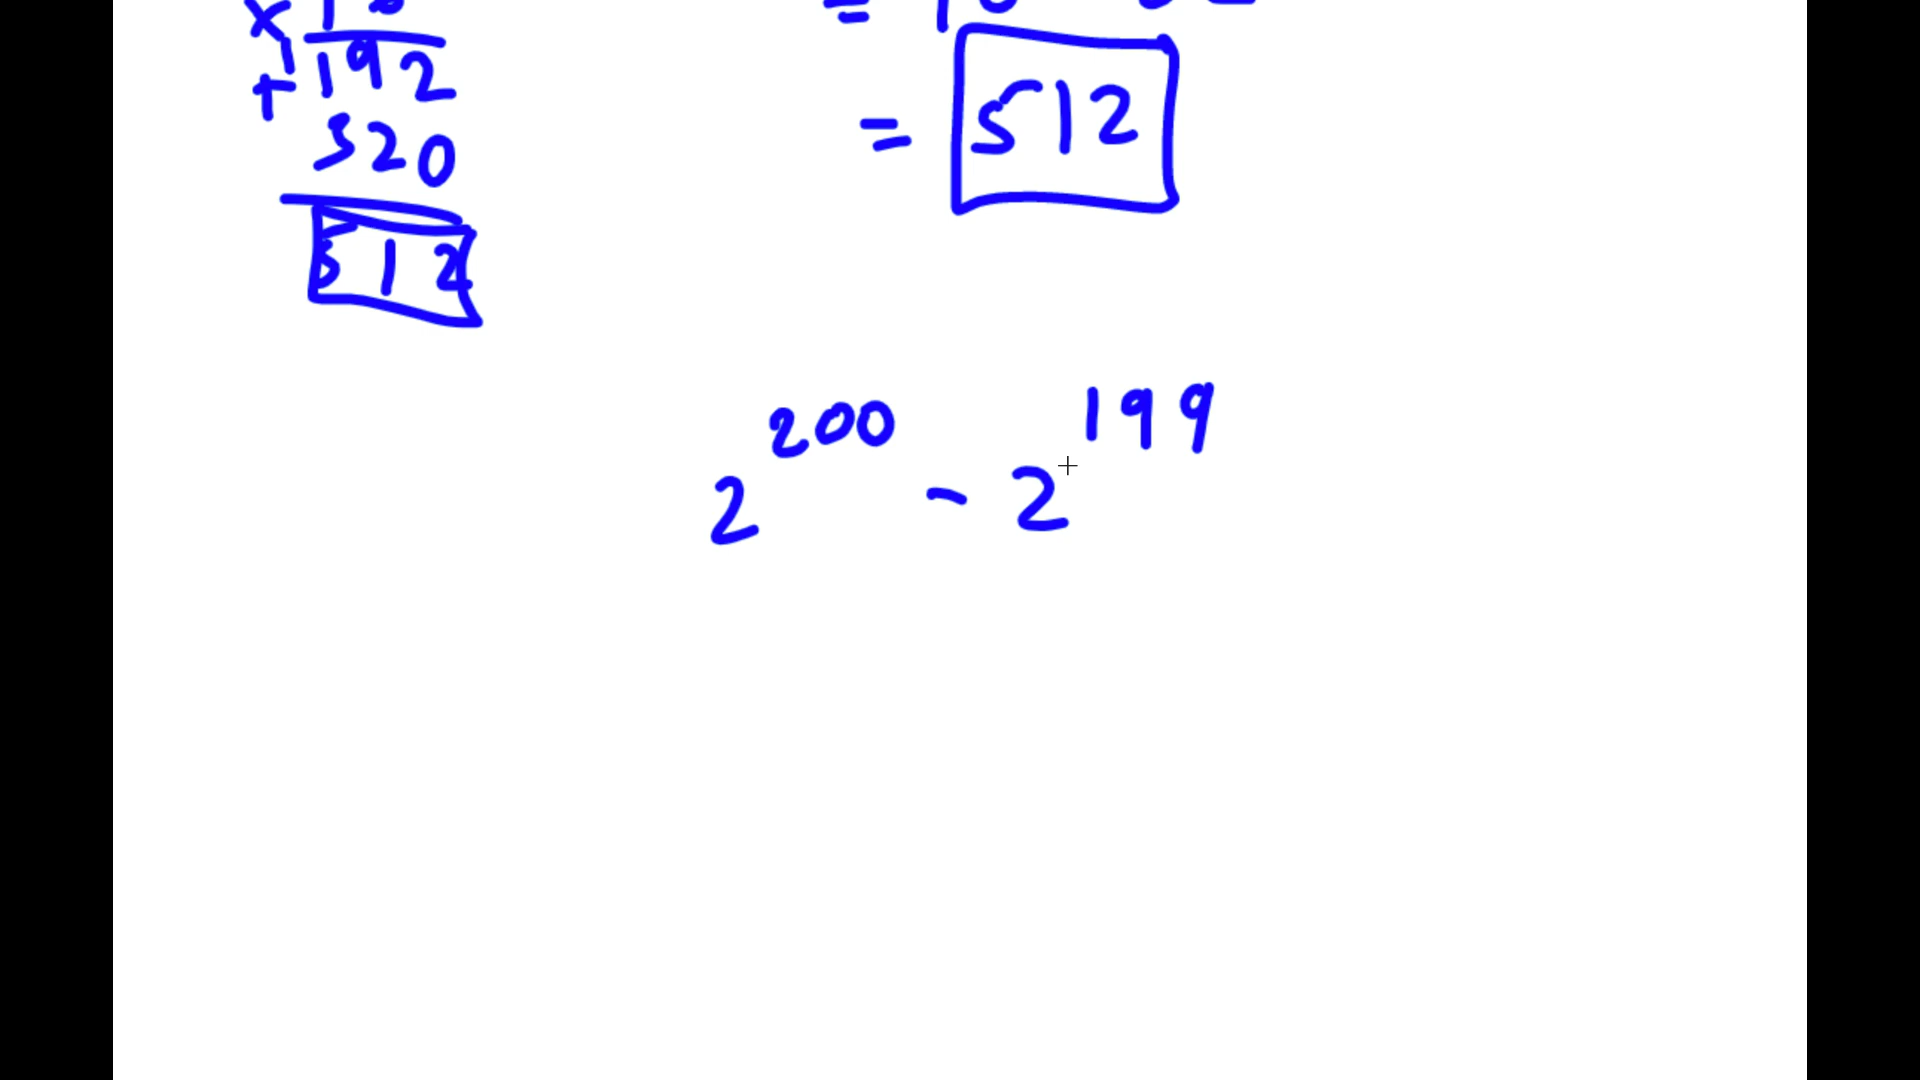 + 192
320
512
= 512
2^200 - 2^199